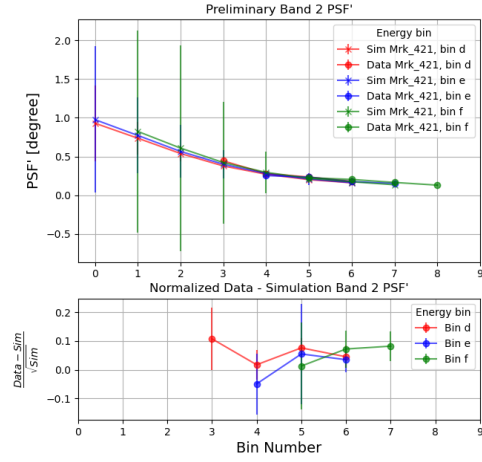 Preliminary Band 2 PSF'
PSF' [degree]
2.0
1.5
1.0
0.5
0.0
−0.5
Energy bin
Sim Mrk_421, bin d
Data Mrk_421, bin d
Sim Mrk_421, bin e
Data Mrk_421, bin e
Sim Mrk_421, bin f
Data Mrk_421, bin f
0 1 2 3 4 5 6 7 8 9
Normalized Data - Simulation Band 2 PSF'
Data − Sim
√Sim
0.2
0.1
0.0
−0.1
Energy bin
Bin d
Bin e
Bin f
0 1 2 3 4 5 6 7 8 9
Bin Number